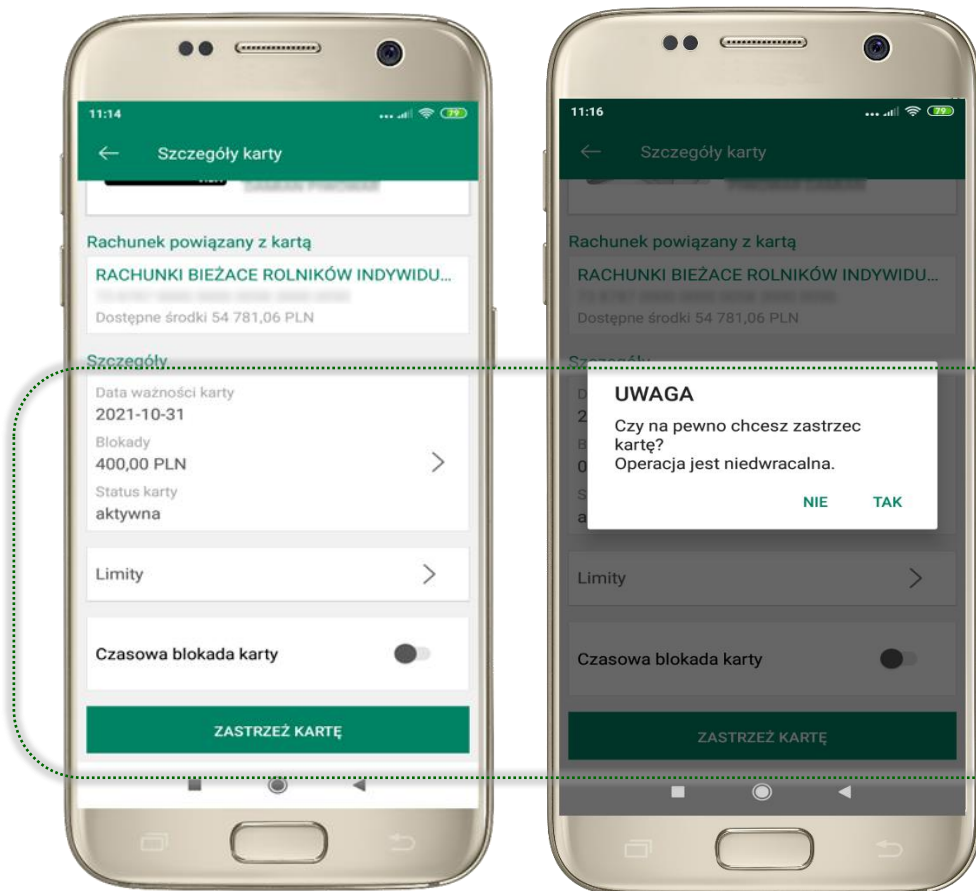 11:14
79
Szczegóły karty
Rachunek powiązany z kartą
RACHUNKI BIEŻACE ROLNIKÓW INDYWIDU...
Dostępne środki 54 781,06 PLN
Szczegóły
Data ważności karty
2021-10-31
Blokady
400,00 PLN
Status karty
aktywna
Limity
Czasowa blokada karty
ZASTRZEŻ KARTĘ
11:16
79
Szczegóły karty
Rachunek powiązany z kartą
RACHUNKI BIEŻACE ROLNIKÓW INDYWIDU...
Dostępne środki 54 781,06 PLN
Szczegóły
UWAGA
Czy na pewno chcesz zastrzec
kartę?
Operacja jest niedwracalna.
NIE TAK
Limity
Czasowa blokada karty
ZASTRZEŻ KARTĘ